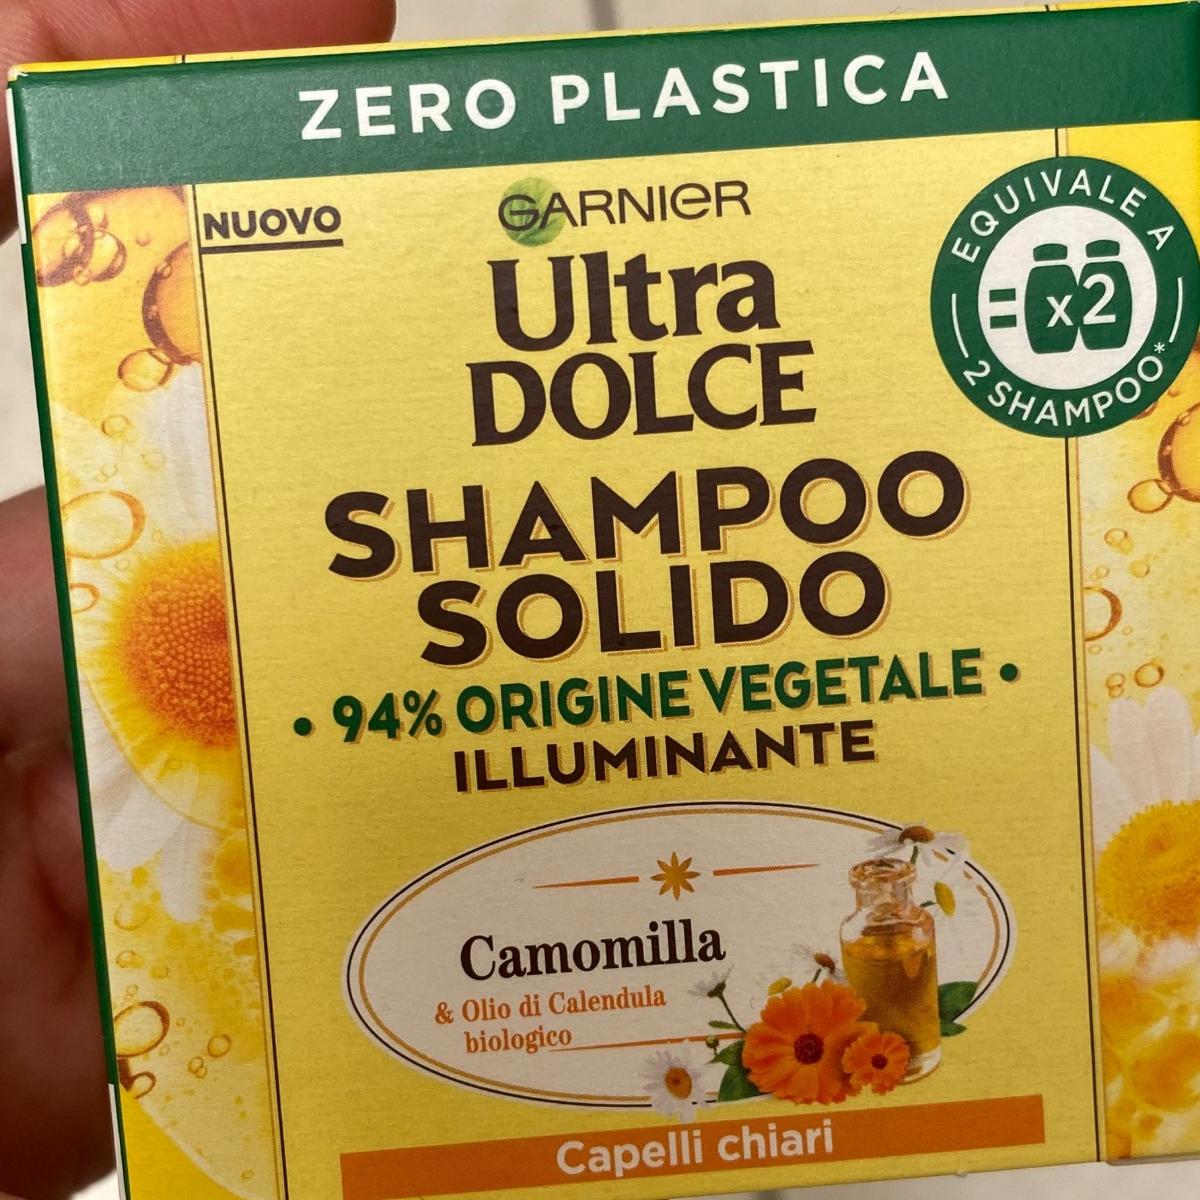 ZERO PLASTICA
NUOVO
GARNIER
EQUIVALE A
= x2
2 SHAMPOO*
Ultra
DOLCE
SHAMPOO
SOLIDO
• 94% ORIGINE VEGETALE •
ILLUMINANTE
Camomilla
& Olio di Calendula
biologico
Capelli chiari